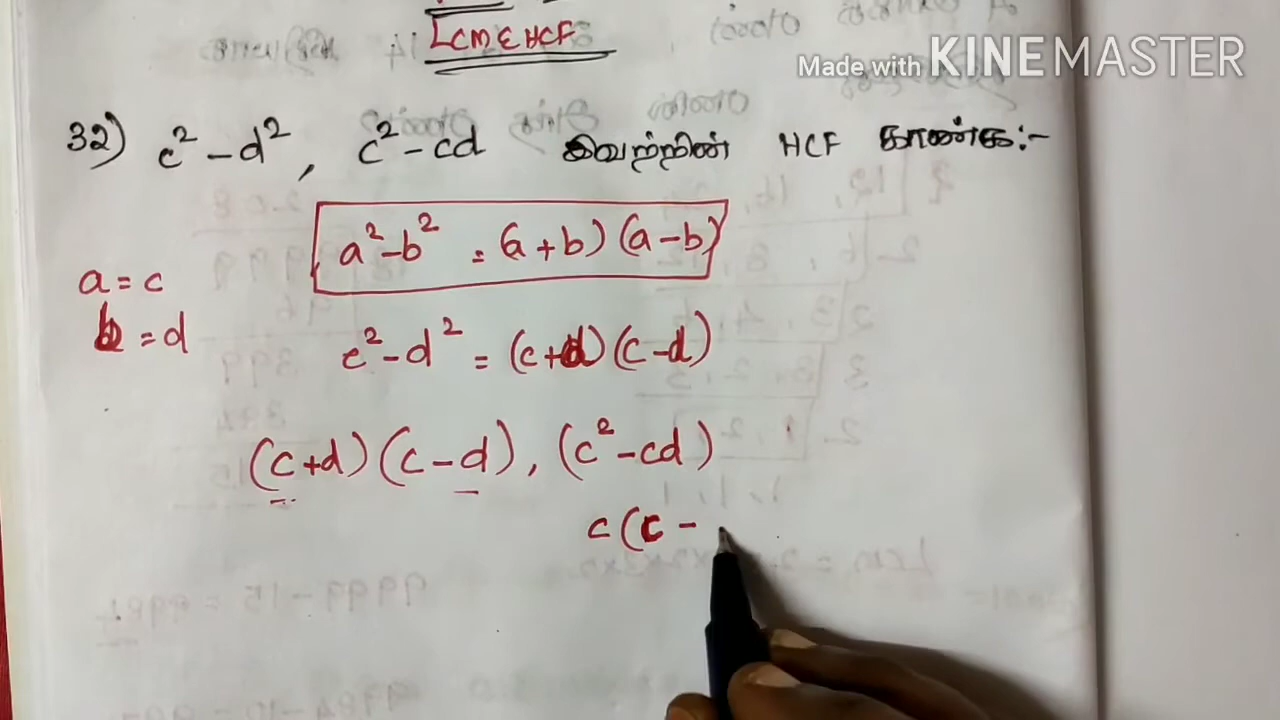 LCM & HCF
Made with KINEMASTER
32) c² - d², c² - cd இவற்றின் HCF காண்க:-
a² - b² = (a + b) (a - b)
a = c
b = d
c² - d² = (c + d) (c - d)
(c + d) (c - d), (c² - cd)
c (c -